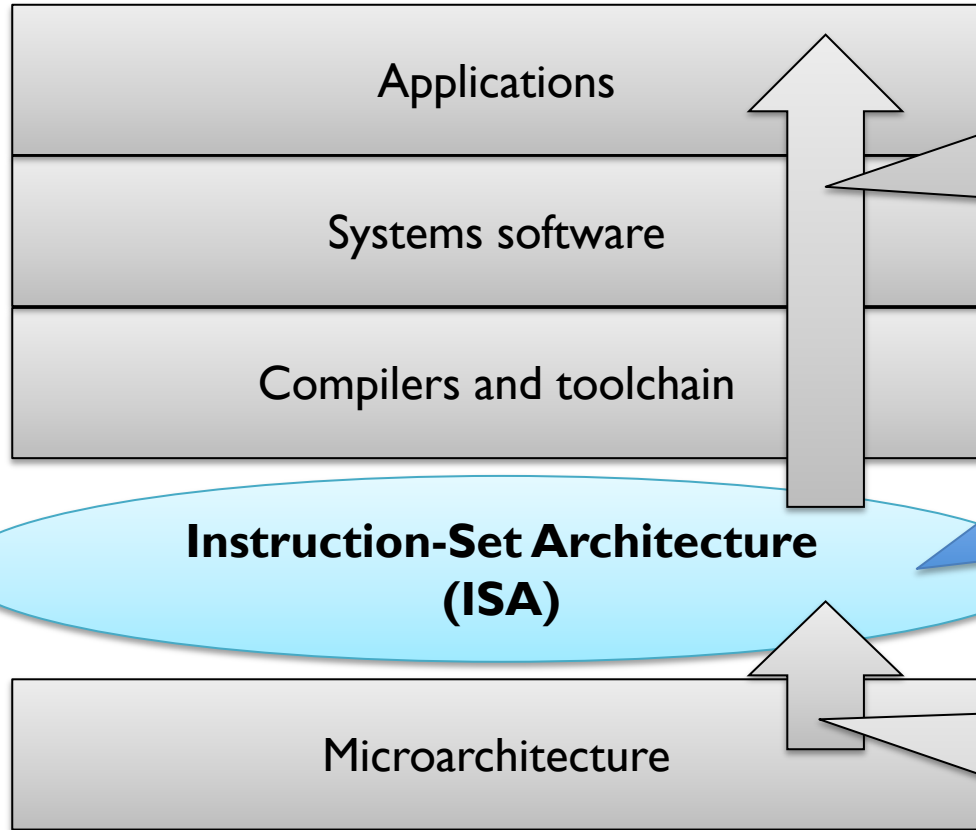 Applications
Systems software
Compilers and toolchain
Instruction-Set Architecture
(ISA)
Microarchitecture